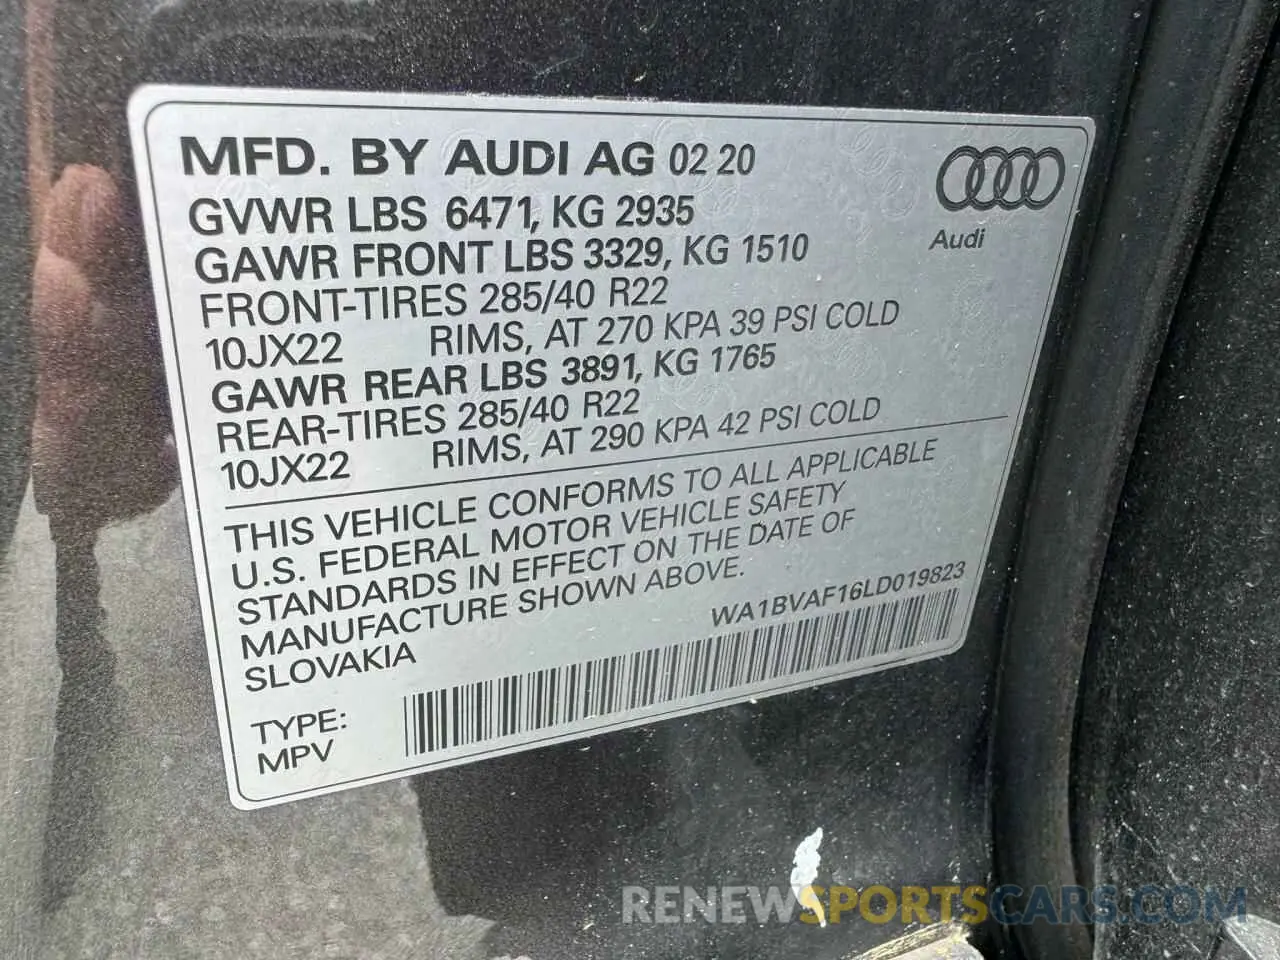 MFD. BY AUDI AG 02 20
GVWR LBS 6471, KG 2935
GAWR FRONT LBS 3329, KG 1510
FRONT-TIRES 285/40 R22
10JX22 RIMS, AT 270 KPA 39 PSI COLD
GAWR REAR LBS 3891, KG 1765
REAR-TIRES 285/40 R22
10JX22 RIMS, AT 290 KPA 42 PSI COLD
Audi
THIS VEHICLE CONFORMS TO ALL APPLICABLE
U.S. FEDERAL MOTOR VEHICLE SAFETY
STANDARDS IN EFFECT ON THE DATE OF
MANUFACTURE SHOWN ABOVE.
SLOVAKIA
WA1BVAF16LD019823
TYPE:
MPV
RENEWSPORTSCARS.COM